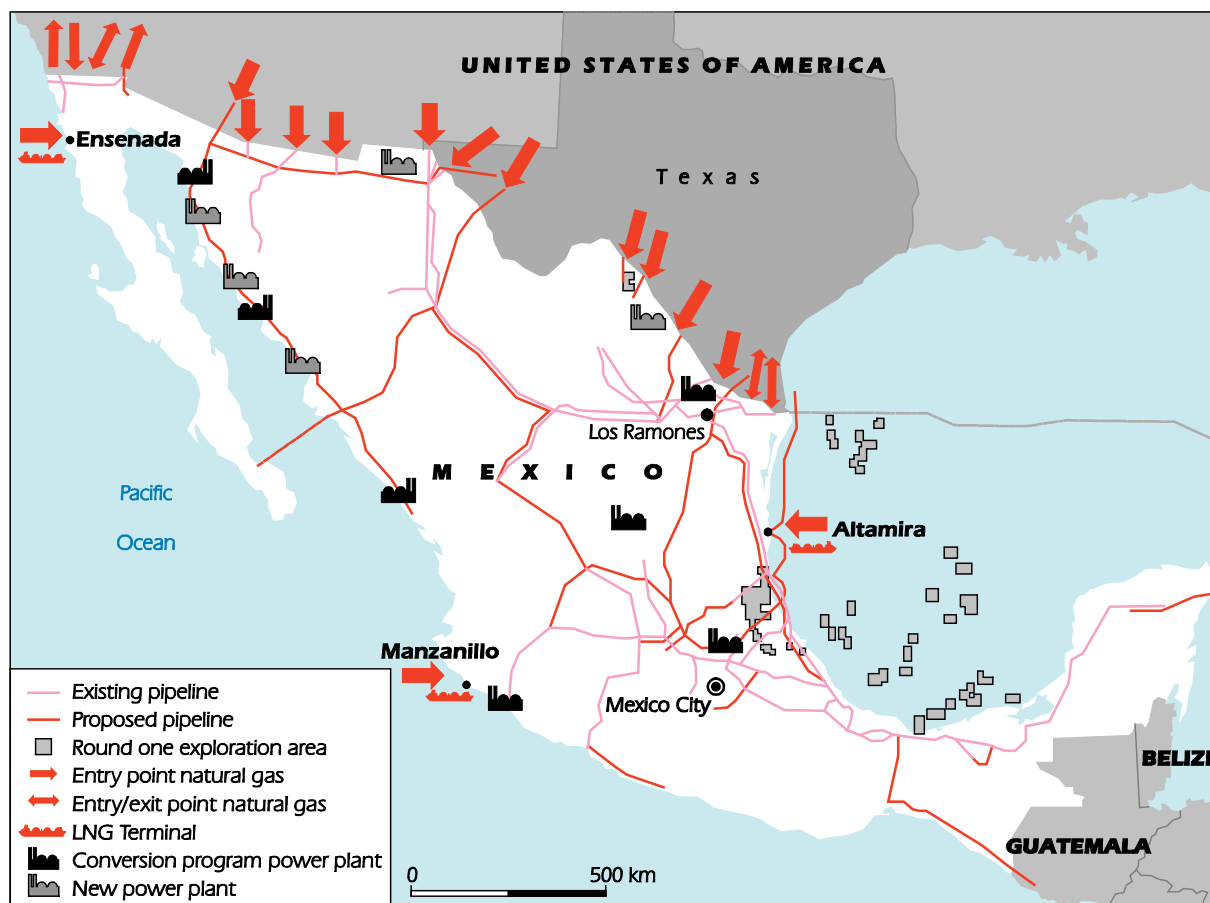 UNITED STATES OF AMERICA
Ensenada
Texas
Los Ramones
MEXICO
Pacific
Ocean
Altamira
Manzanillo
Mexico City
BELIZ
GUATEMALA
Existing pipeline
Proposed pipeline
Round one exploration area
Entry point natural gas
Entry/exit point natural gas
LNG Terminal
Conversion program power plant
New power plant
0 500 km